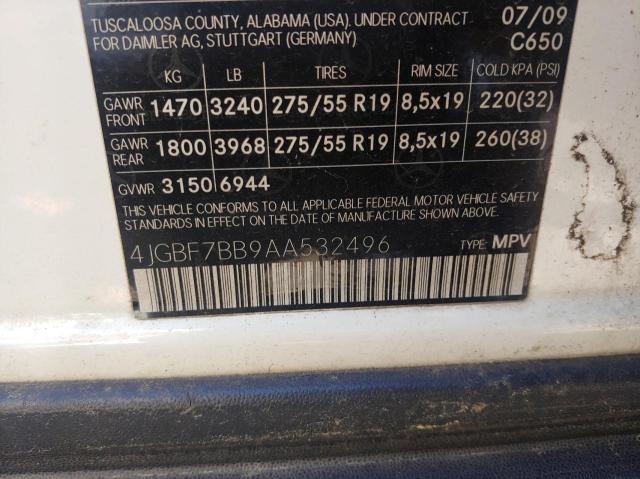 TUSCALOOSA COUNTY, ALABAMA (USA). UNDER CONTRACT 07/09
FOR DAIMLER AG, STUTTGART (GERMANY) C650
KG LB TIRES RIM SIZE COLD KPA (PSI)
GAWR FRONT 1470 3240 275/55 R19 8,5x19 220(32)
GAWR REAR 1800 3968 275/55 R19 8,5x19 260(38)
GVWR 3150 6944
THIS VEHICLE CONFORMS TO ALL APPLICABLE FEDERAL MOTOR VEHICLE SAFETY
STANDARDS IN EFFECT ON THE DATE OF MANUFACTURE SHOWN ABOVE.
4JGBF7BB9AA532496 TYPE: MPV